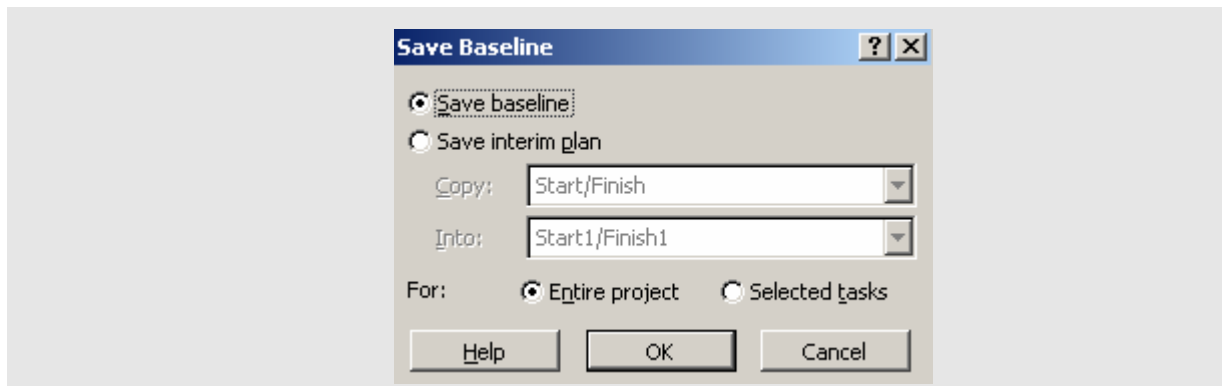 Save Baseline
Save baseline
Save interim plan
Copy: Start/Finish
Into: Start1/Finish1
For: Entire project Selected tasks
Help OK Cancel